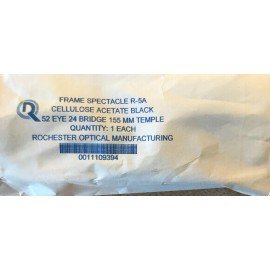 FRAME SPECTACLE R-5A
CELLULOSE ACETATE BLACK
52 EYE 24 BRIDGE 155 MM TEMPLE
QUANTITY: 1 EACH
ROCHESTER OPTICAL MANUFACTURING
0011109394